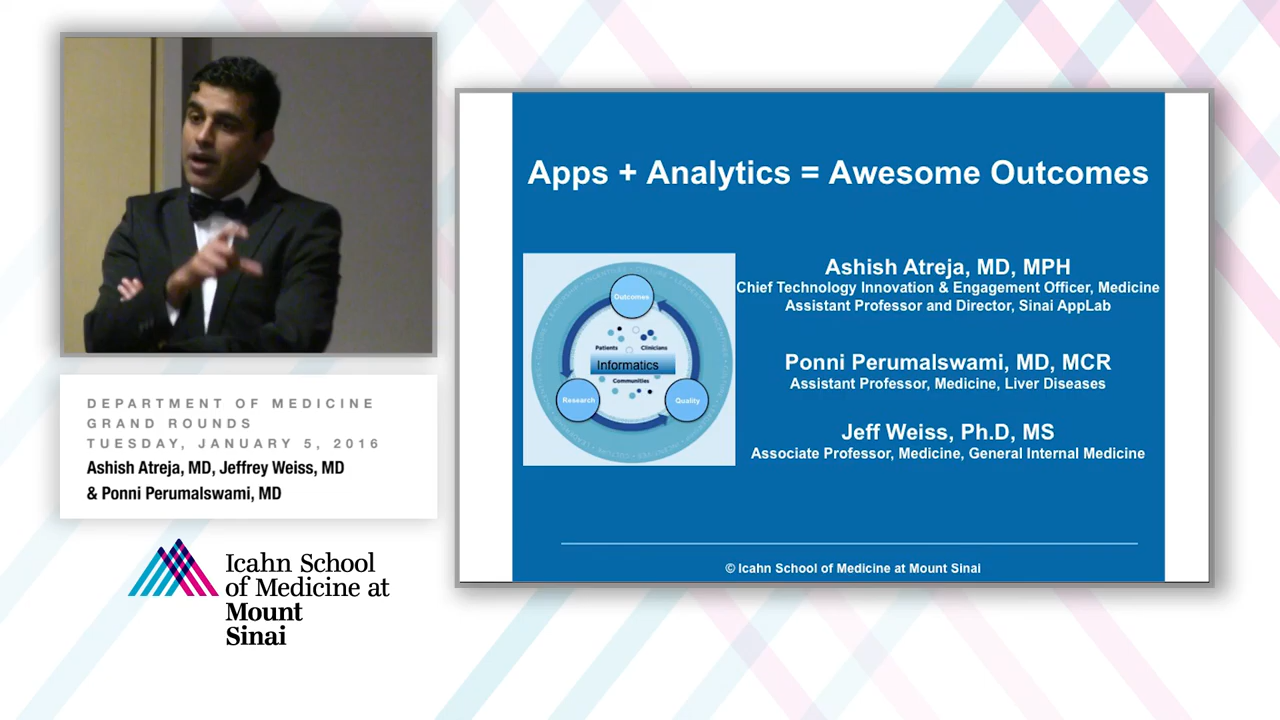 DEPARTMENT OF MEDICINE
GRAND ROUNDS
TUESDAY, JANUARY 5, 2016
Ashish Atreja, MD, Jeffrey Weiss, MD
& Ponni Perumalswami, MD
Icahn School
of Medicine at
Mount
Sinai
Apps + Analytics = Awesome Outcomes
Outcomes
Patients Clinicians
Informatics
Communities
Research
Quality
Ashish Atreja, MD, MPH
Chief Technology Innovation & Engagement Officer, Medicine
Assistant Professor and Director, Sinai AppLab
Ponni Perumalswami, MD, MCR
Assistant Professor, Medicine, Liver Diseases
Jeff Weiss, Ph.D, MS
Associate Professor, Medicine, General Internal Medicine
© Icahn School of Medicine at Mount Sinai